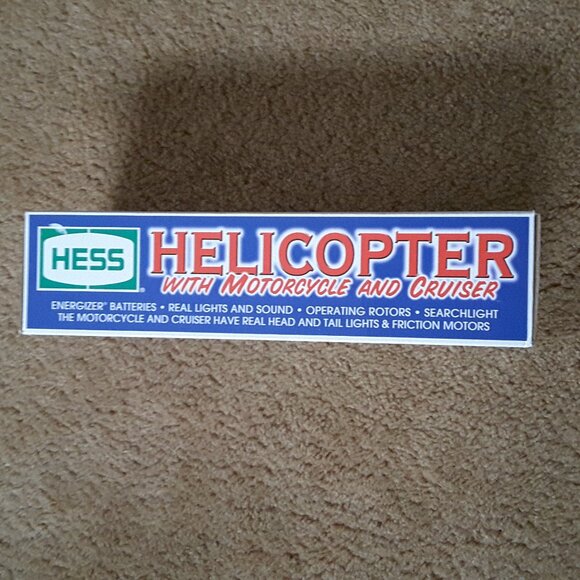 HESS®
HELICOPTER
WITH MOTORCYCLE AND CRUISER
ENERGIZER® BATTERIES • REAL LIGHTS AND SOUND • OPERATING ROTORS • SEARCHLIGHT
THE MOTORCYCLE AND CRUISER HAVE REAL HEAD AND TAIL LIGHTS & FRICTION MOTORS